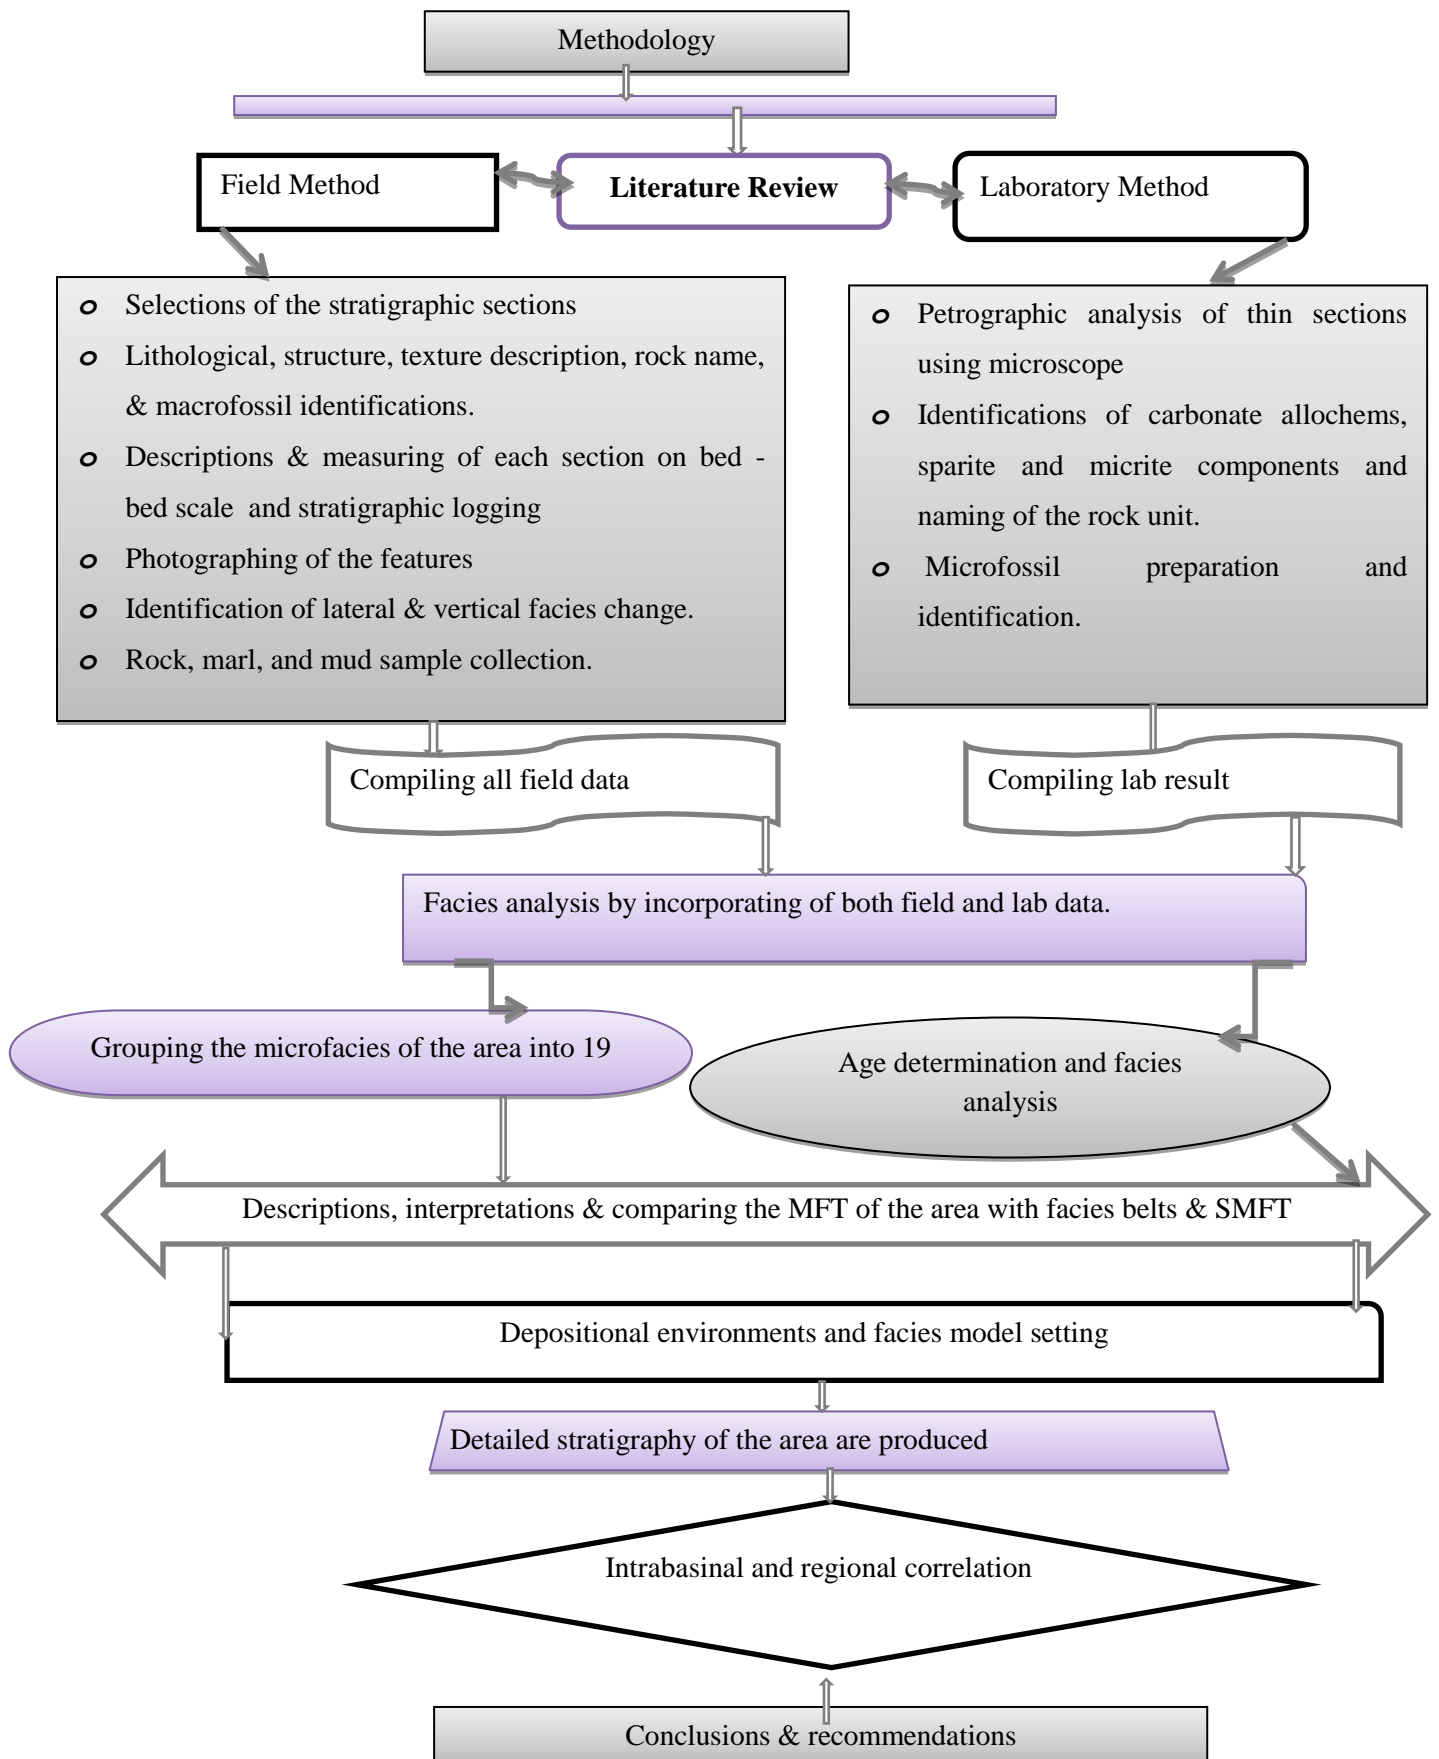 Methodology
Field Method
Literature Review
Laboratory Method
o Selections of the stratigraphic sections
o Lithological, structure, texture description, rock name,
& macrofossil identifications.
o Descriptions & measuring of each section on bed -
bed scale and stratigraphic logging
o Photographing of the features
o Identification of lateral & vertical facies change.
o Rock, marl, and mud sample collection.
o Petrographic analysis of thin sections
using microscope
o Identifications of carbonate allochems,
sparite and micrite components and
naming of the rock unit.
o Microfossil preparation and
identification.
Compiling all field data
Compiling lab result
Facies analysis by incorporating of both field and lab data.
Grouping the microfacies of the area into 19
Age determination and facies
analysis
Descriptions, interpretations & comparing the MFT of the area with facies belts & SMFT
Depositional environments and facies model setting
Detailed stratigraphy of the area are produced
Intrabasinal and regional correlation
Conclusions & recommendations